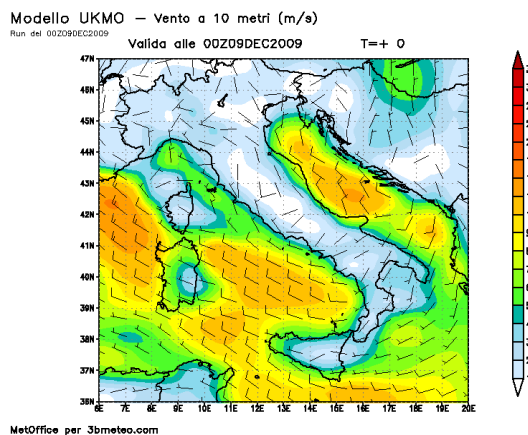 Modello UKMO – Vento a 10 metri (m/s)
Run del 00Z09DEC2009
Valida alle 00Z09DEC2009 T=+ 0
47N
46N
45N
44N
43N
42N
41N
40N
39N
38N
37N
36N
35N
6E 7E 8E 9E 10E 11E 12E 13E 14E 15E 16E 17E 18E 19E 20E
MetOffice per 3bmeteo.com